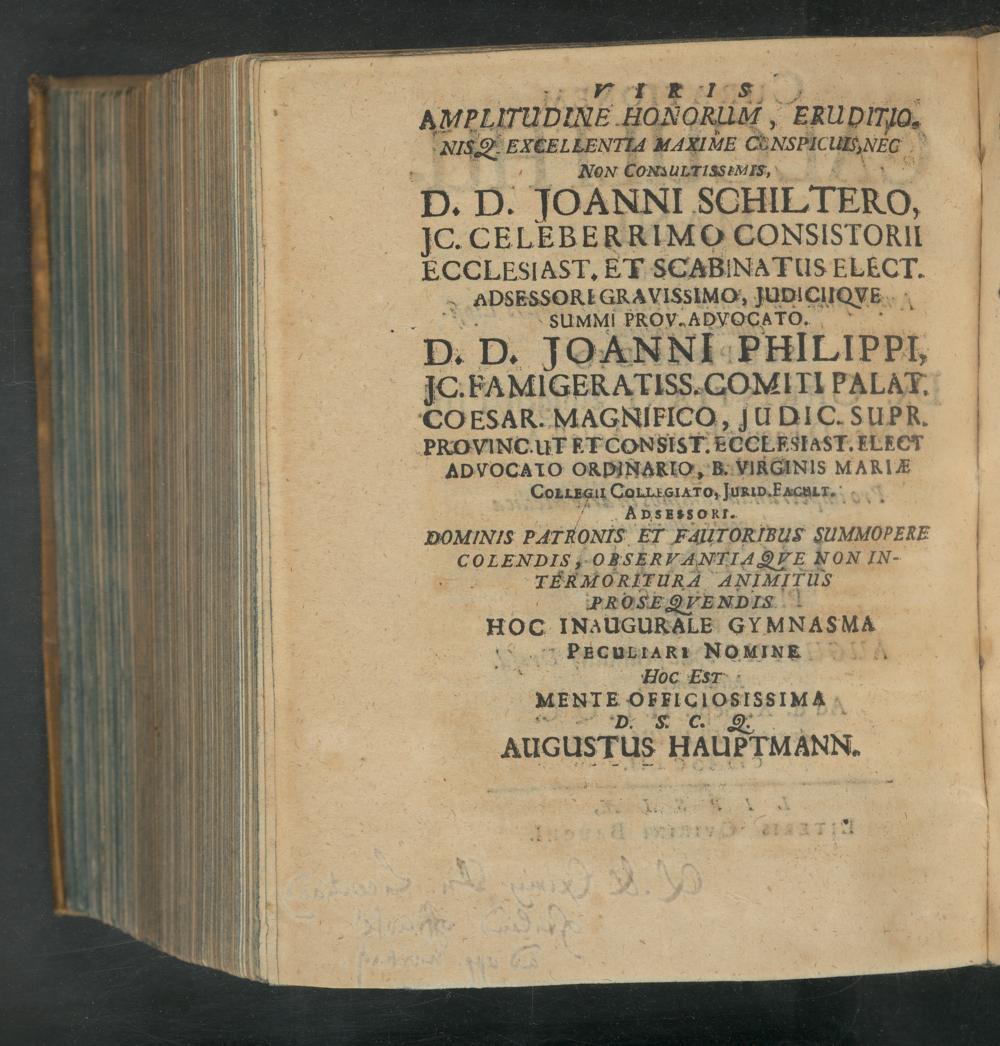 VIRIS
AMPLITUDINE HONORUM, ERUDITIO-
NISQ. EXCELLENTIA MAXIME CONSPICUIS, NEC
NON CONSULTISSIMIS,
D. D. JOANNI SCHILTERO,
JC. CELEBERRIMO CONSISTORII
ECCLESIAST. ET SCABINATUS ELECT.
ADSESSORI GRAVISSIMO, JUDICIIQVE
SUMMI PROV. ADVOCATO.
D. D. JOANNI PHILIPPI,
JC. FAMIGERATISS. COMITI PALAT.
COESAR. MAGNIFICO, JUDIC. SUPR.
PROVINC. UT ET CONSIST. ECCLESIAST. ELECT
ADVOCATO ORDINARIO, B. VIRGINIS MARIÆ
COLLEGII COLLEGIATO, JURID. FACULT.
ADSESSORI.
DOMINIS PATRONIS ET FAUTORIBUS SUMMOPERE
COLENDIS, OBSERVANTIAQVE NON IN-
TERMORITURA ANIMITUS
PROSEQVENDIS
HOC INAUGURALE GYMNASMA
PECULIARI NOMINE
HOC EST
MENTE OFFICIOSISSIMA
D. S. C. Q.
AUGUSTUS HAUPTMANN.